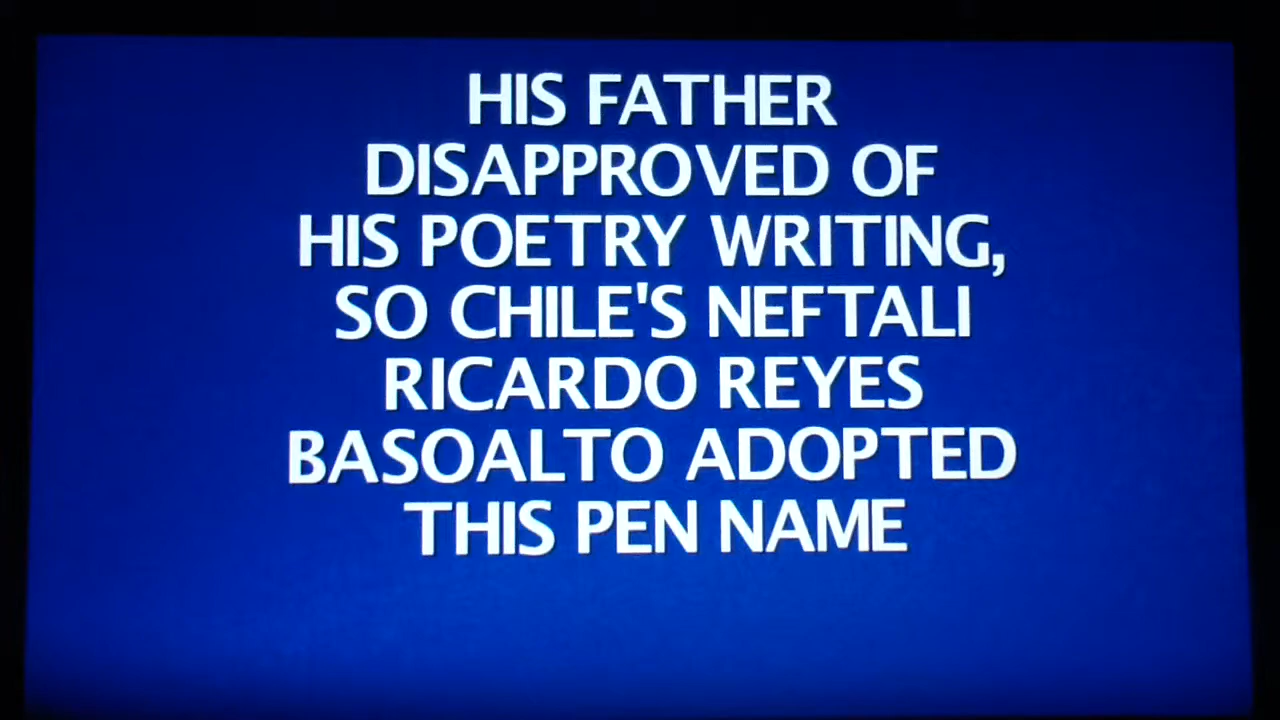 HIS FATHER
DISAPPROVED OF
HIS POETRY WRITING,
SO CHILE'S NEFTALI
RICARDO REYES
BASOALTO ADOPTED
THIS PEN NAME